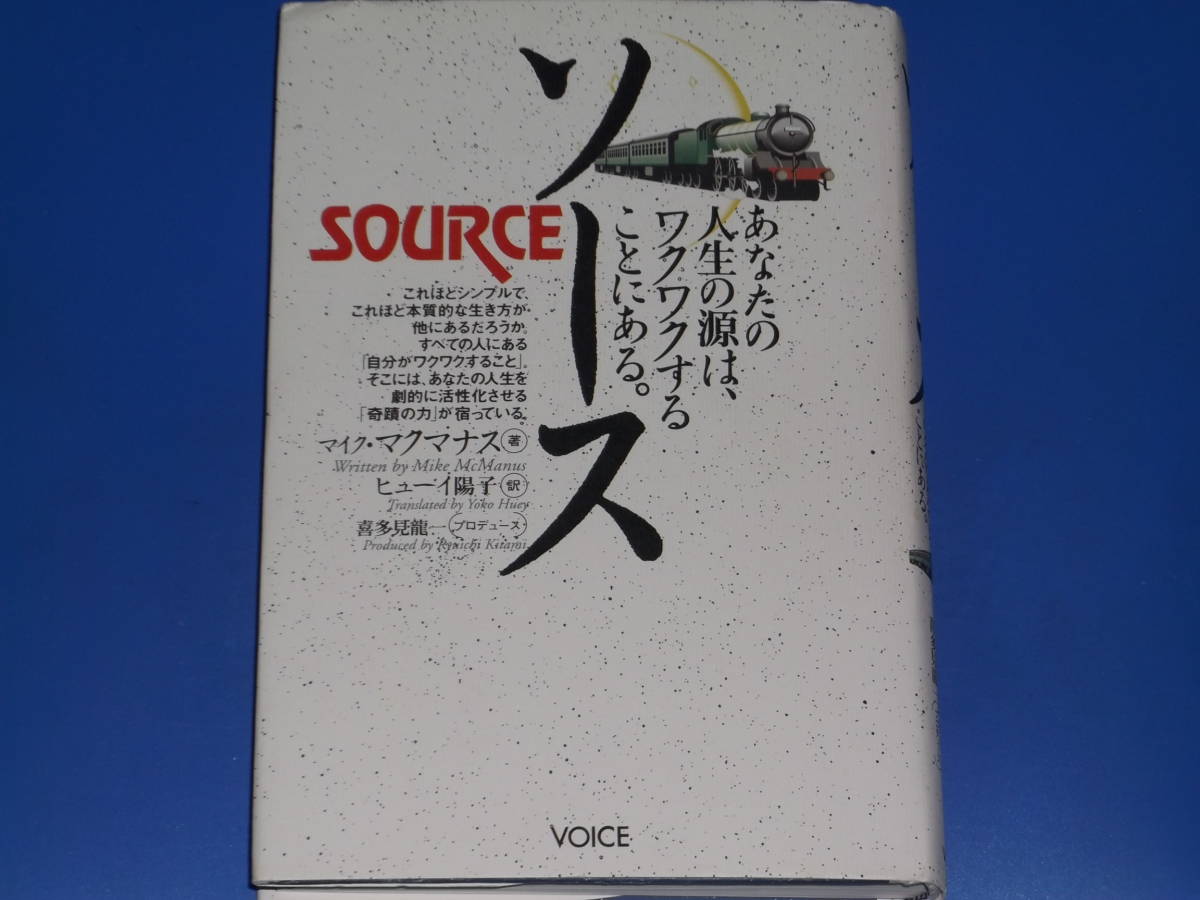 ソース
あなたの
人生の源は、
ワクワクする
ことにある。
SOURCE
これほどシンプルで、
これほど本質的な生き方が
他にあるだろうか。
すべての人にある
「自分がワクワクすること」。
そこには、あなたの人生を
劇的に活性化させる
「奇蹟の力」が宿っている。
マイク・マクマナス 著
Written by Mike McManus
ヒューイ陽子 訳
Translated by Yoko Huey
喜多見龍一 プロデュース
Produced by Ryuichi Kitami
VOICE